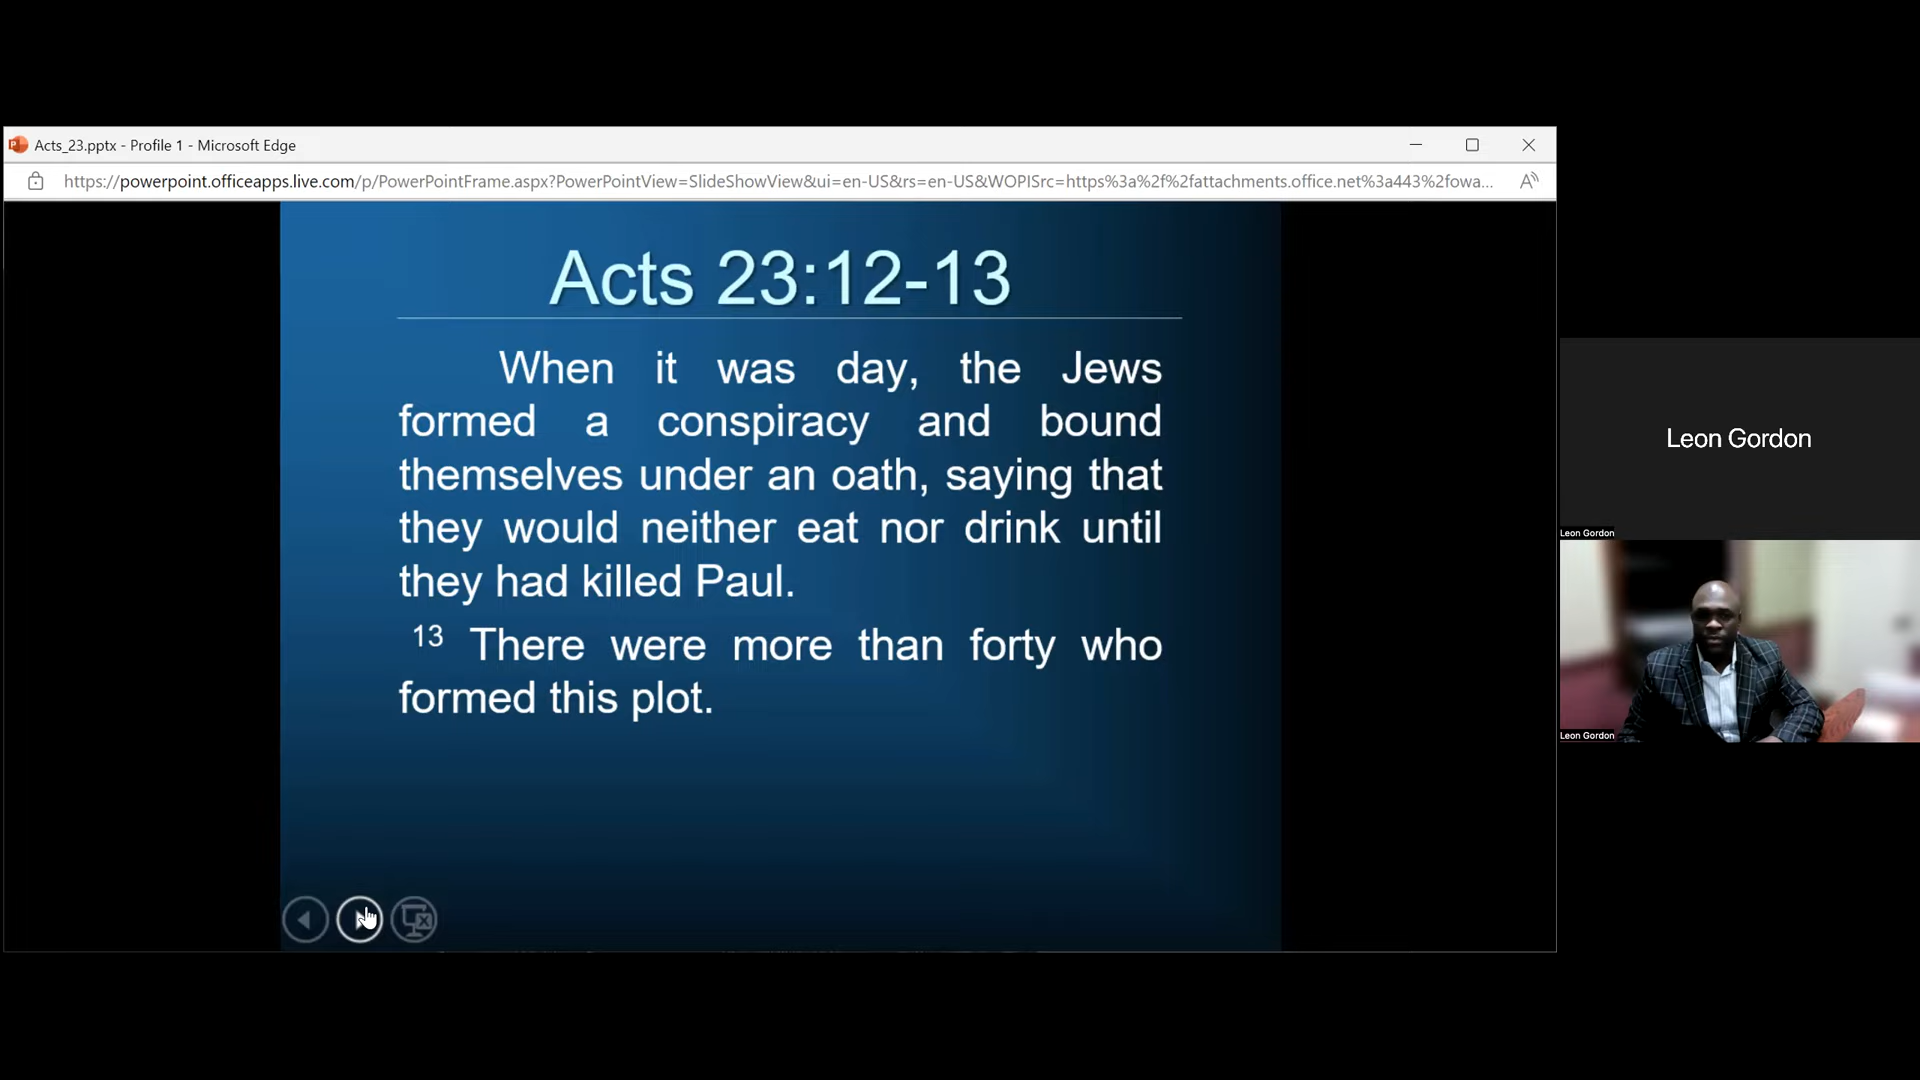 Acts_23.pptx - Profile 1 - Microsoft Edge
https://powerpoint.officeapps.live.com/p/PowerPointFrame.aspx?PowerPointView=SlideShowView&ui=en-US&rs=en-US&WOPISrc=https%3a%2f%2fattachments.office.net%3a443%2fowa...
Acts 23:12-13
When it was day, the Jews
formed a conspiracy and bound
themselves under an oath, saying that
they would neither eat nor drink until
they had killed Paul.
13 There were more than forty who
formed this plot.
Leon Gordon
Leon Gordon
Leon Gordon